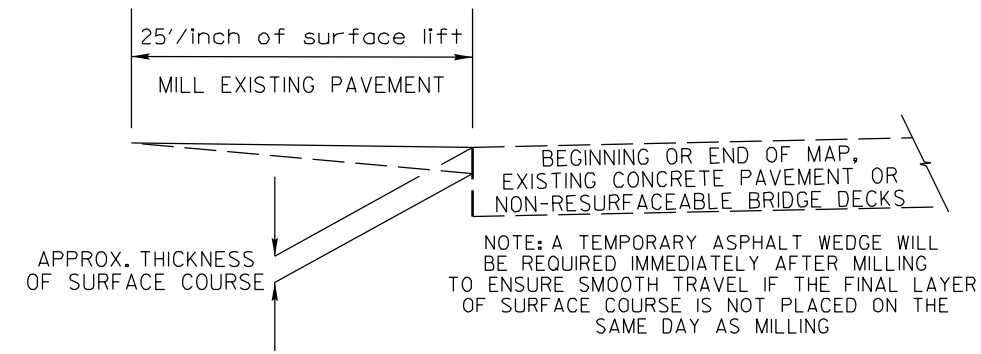 25'/inch of surface lift
MILL EXISTING PAVEMENT
BEGINNING OR END OF MAP,
EXISTING CONCRETE PAVEMENT OR
NON-RESURFACEABLE BRIDGE DECKS
APPROX. THICKNESS
OF SURFACE COURSE
NOTE: A TEMPORARY ASPHALT WEDGE WILL
BE REQUIRED IMMEDIATELY AFTER MILLING
TO ENSURE SMOOTH TRAVEL IF THE FINAL LAYER
OF SURFACE COURSE IS NOT PLACED ON THE
SAME DAY AS MILLING